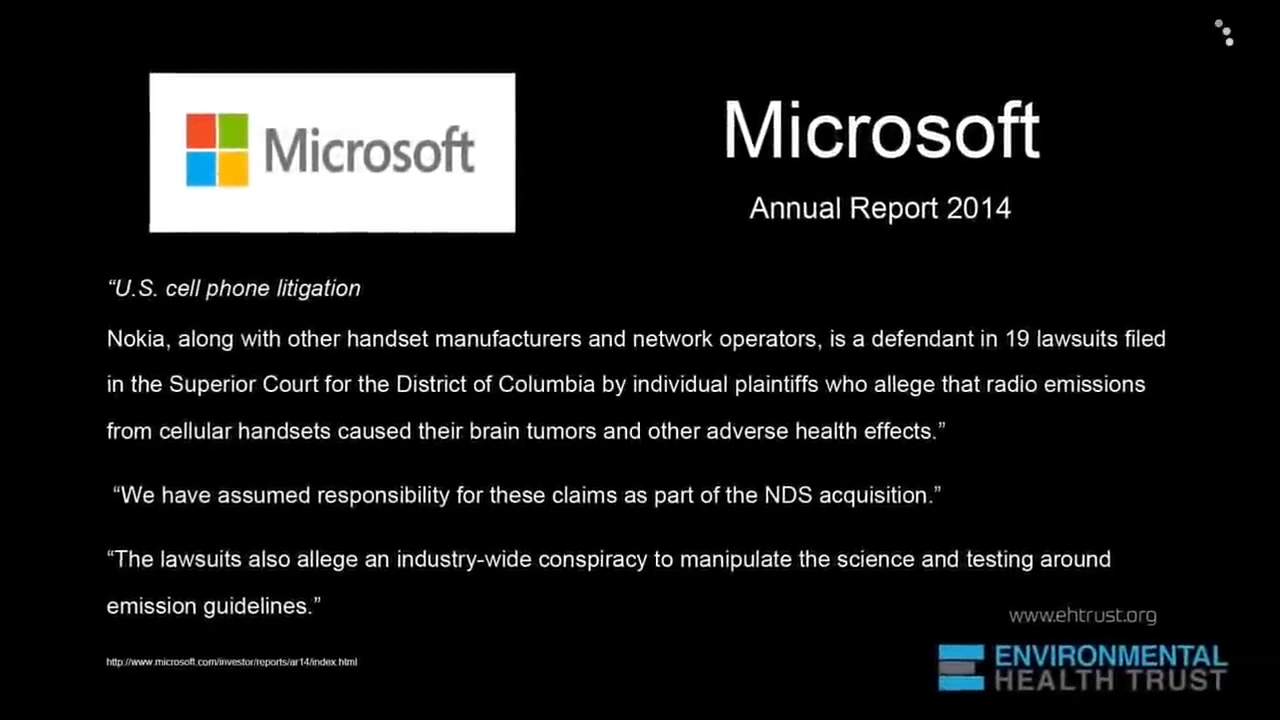 Microsoft
Microsoft
Annual Report 2014
“U.S. cell phone litigation
Nokia, along with other handset manufacturers and network operators, is a defendant in 19 lawsuits filed
in the Superior Court for the District of Columbia by individual plaintiffs who allege that radio emissions
from cellular handsets caused their brain tumors and other adverse health effects.”
“We have assumed responsibility for these claims as part of the NDS acquisition.”
“The lawsuits also allege an industry-wide conspiracy to manipulate the science and testing around
emission guidelines.”
www.ehtrust.org
http://www.microsoft.com/investor/reports/ar14/index.html
ENVIRONMENTAL
HEALTH TRUST